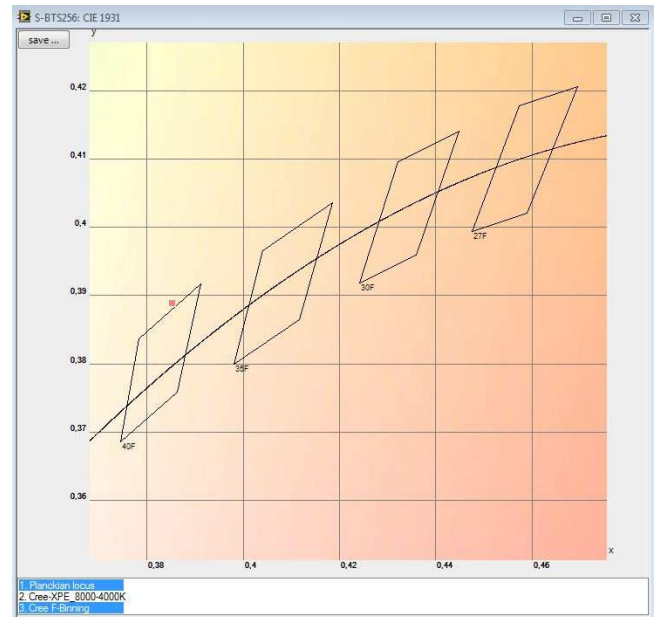 S-BTS256: CIE 1931
save ...
y
0,42
0,41
0,4
0,39
0,38
0,37
0,36
27F
30F
35F
40F
x
0,38
0,4
0,42
0,44
0,46
1. Planckian locus
2. Cree-XPE_8000-4000K
3. Cree F-Binning